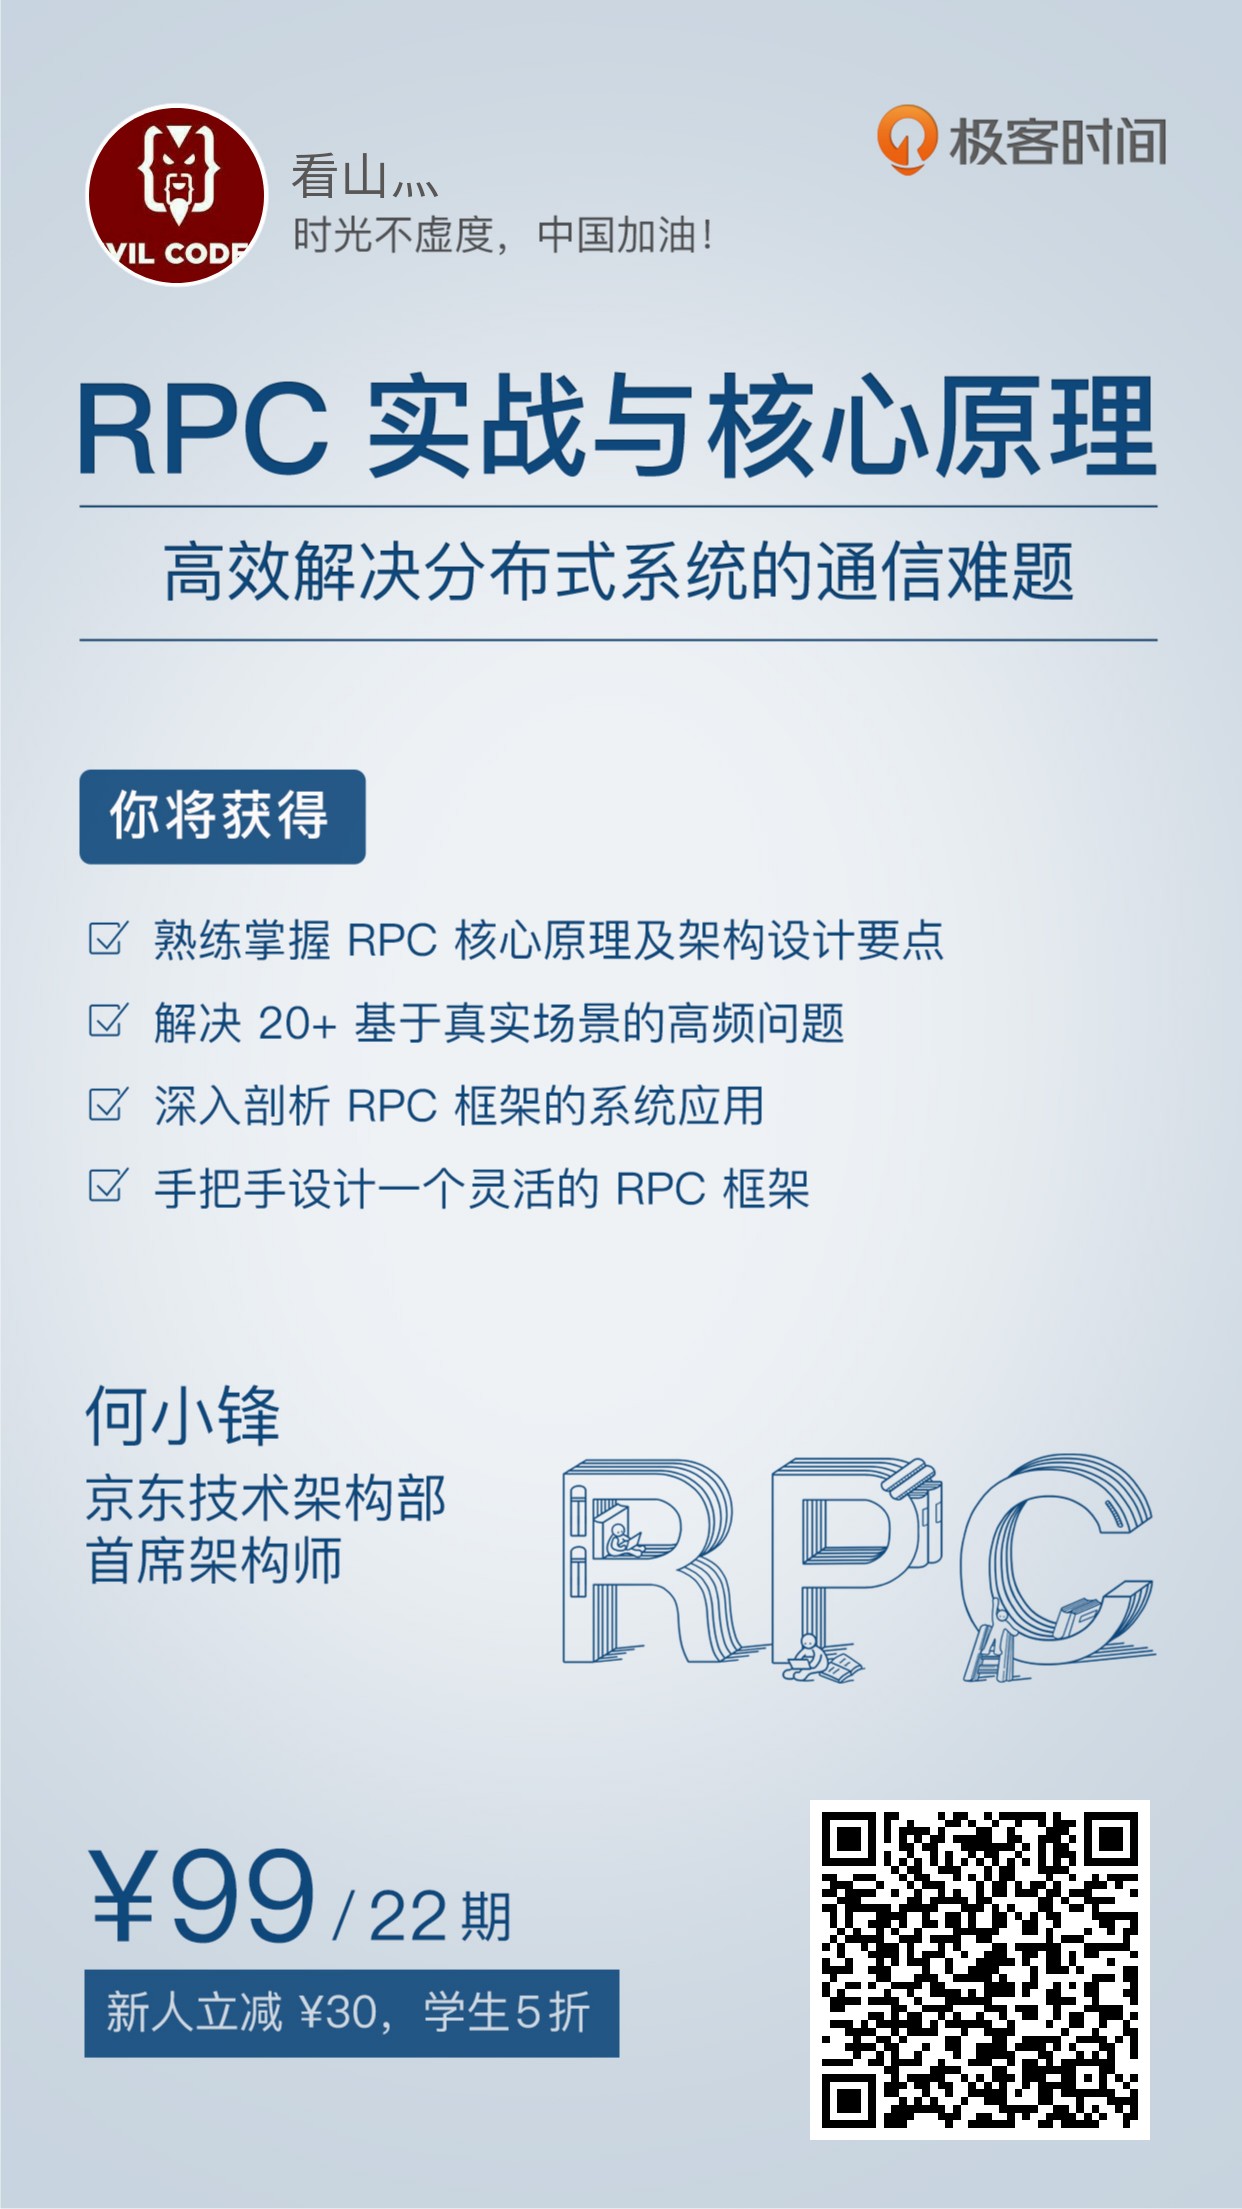 VIL CODE
看山灬
时光不虚度，中国加油！
极客时间
RPC 实战与核心原理
高效解决分布式系统的通信难题
你将获得
熟练掌握 RPC 核心原理及架构设计要点
解决 20+ 基于真实场景的高频问题
深入剖析 RPC 框架的系统应用
手把手设计一个灵活的 RPC 框架
何小锋
京东技术架构部
首席架构师
RPC
¥99 / 22 期
新人立减 ¥30，学生5折